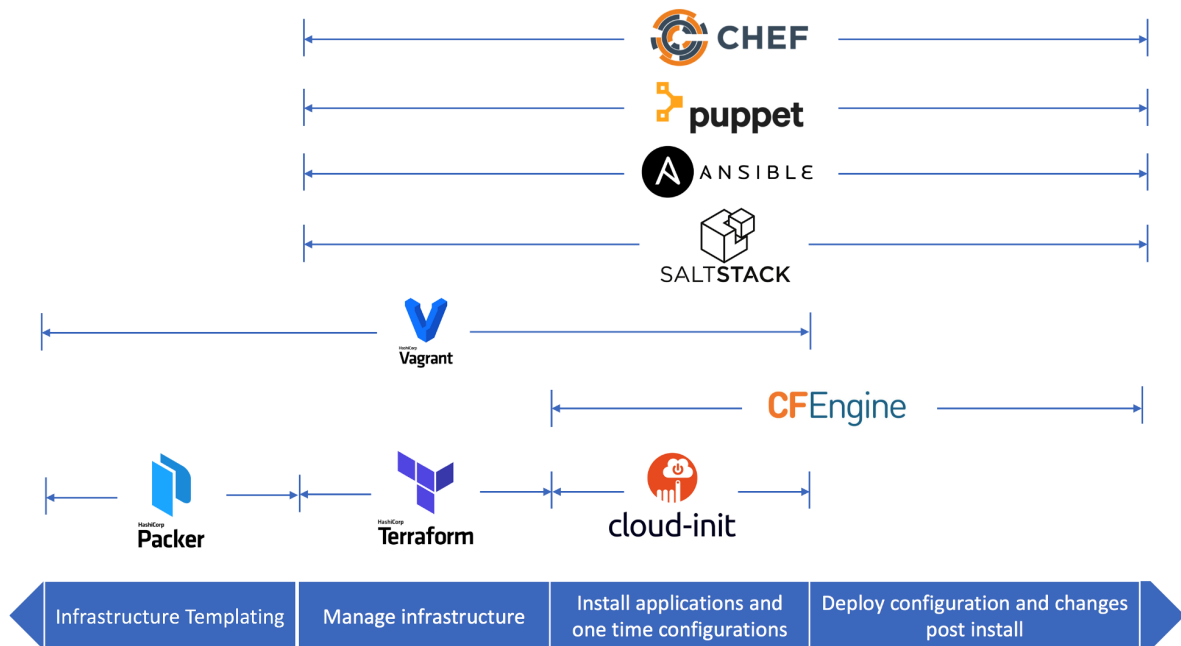 CHEF
puppet
ANSIBLE
SALTSTACK
HashiCorp
Vagrant
CFEngine
HashiCorp
Packer
HashiCorp
Terraform
cloud-init
Infrastructure Templating
Manage infrastructure
Install applications and
one time configurations
Deploy configuration and changes
post install